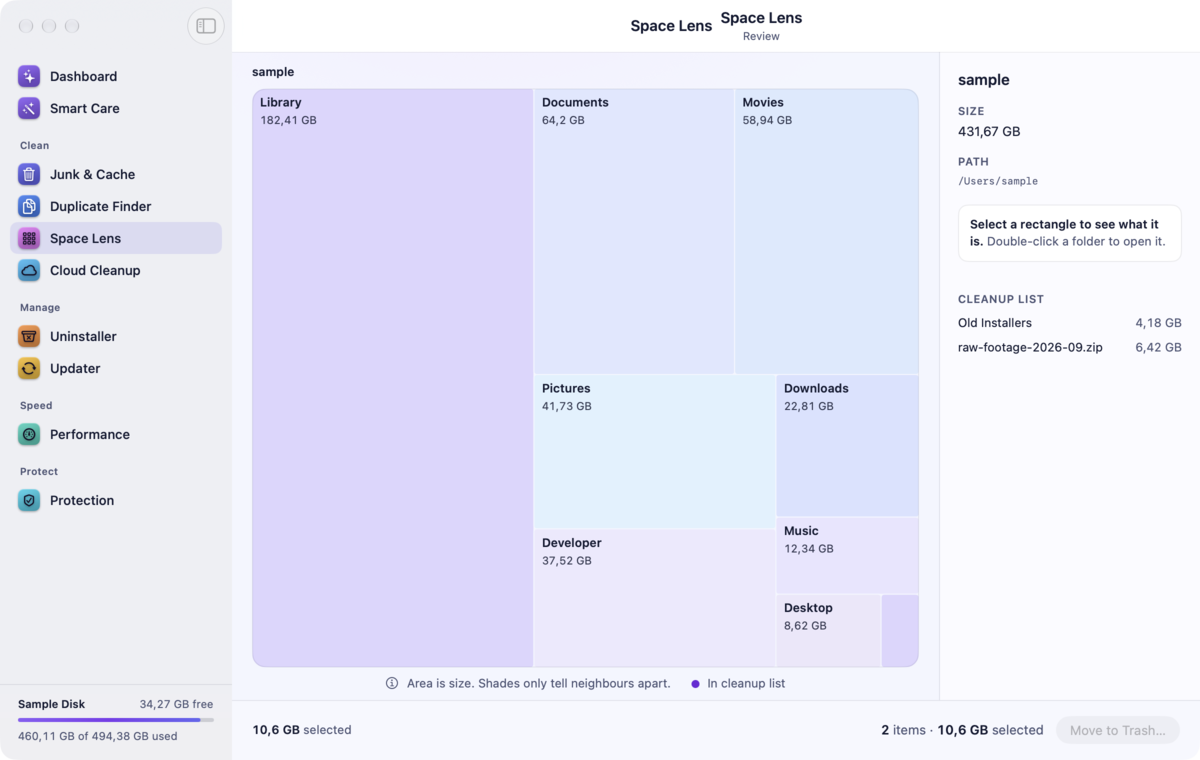 Space Lens
Space Lens
Review
Dashboard
Smart Care
Clean
Junk & Cache
Duplicate Finder
Space Lens
Cloud Cleanup
Manage
Uninstaller
Updater
Speed
Performance
Protect
Protection
Sample Disk 34,27 GB free
460,11 GB of 494,38 GB used
sample
Library
182,41 GB
Documents
64,2 GB
Movies
58,94 GB
Pictures
41,73 GB
Downloads
22,81 GB
Developer
37,52 GB
Music
12,34 GB
Desktop
8,62 GB
Area is size. Shades only tell neighbours apart.
In cleanup list
sample
SIZE
431,67 GB
PATH
/Users/sample
Select a rectangle to see what it
is. Double-click a folder to open it.
CLEANUP LIST
Old Installers 4,18 GB
raw-footage-2026-09.zip 6,42 GB
10,6 GB selected
2 items · 10,6 GB selected
Move to Trash...